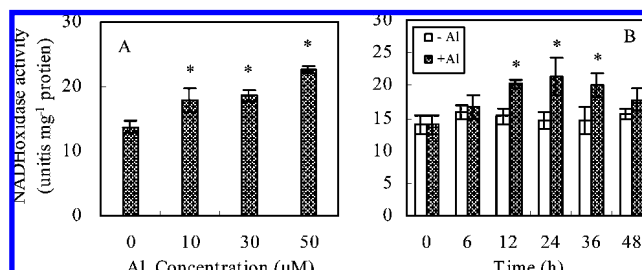 NADHoxidase activity
(unitis mg-1 protien)
A
30
20
10
0
* * *
0 10 30 50
Al Concentration (μM)
B
- Al
+Al
30
25
20
15
10
5
0
* * *
0 6 12 24 36 48
Time (h)